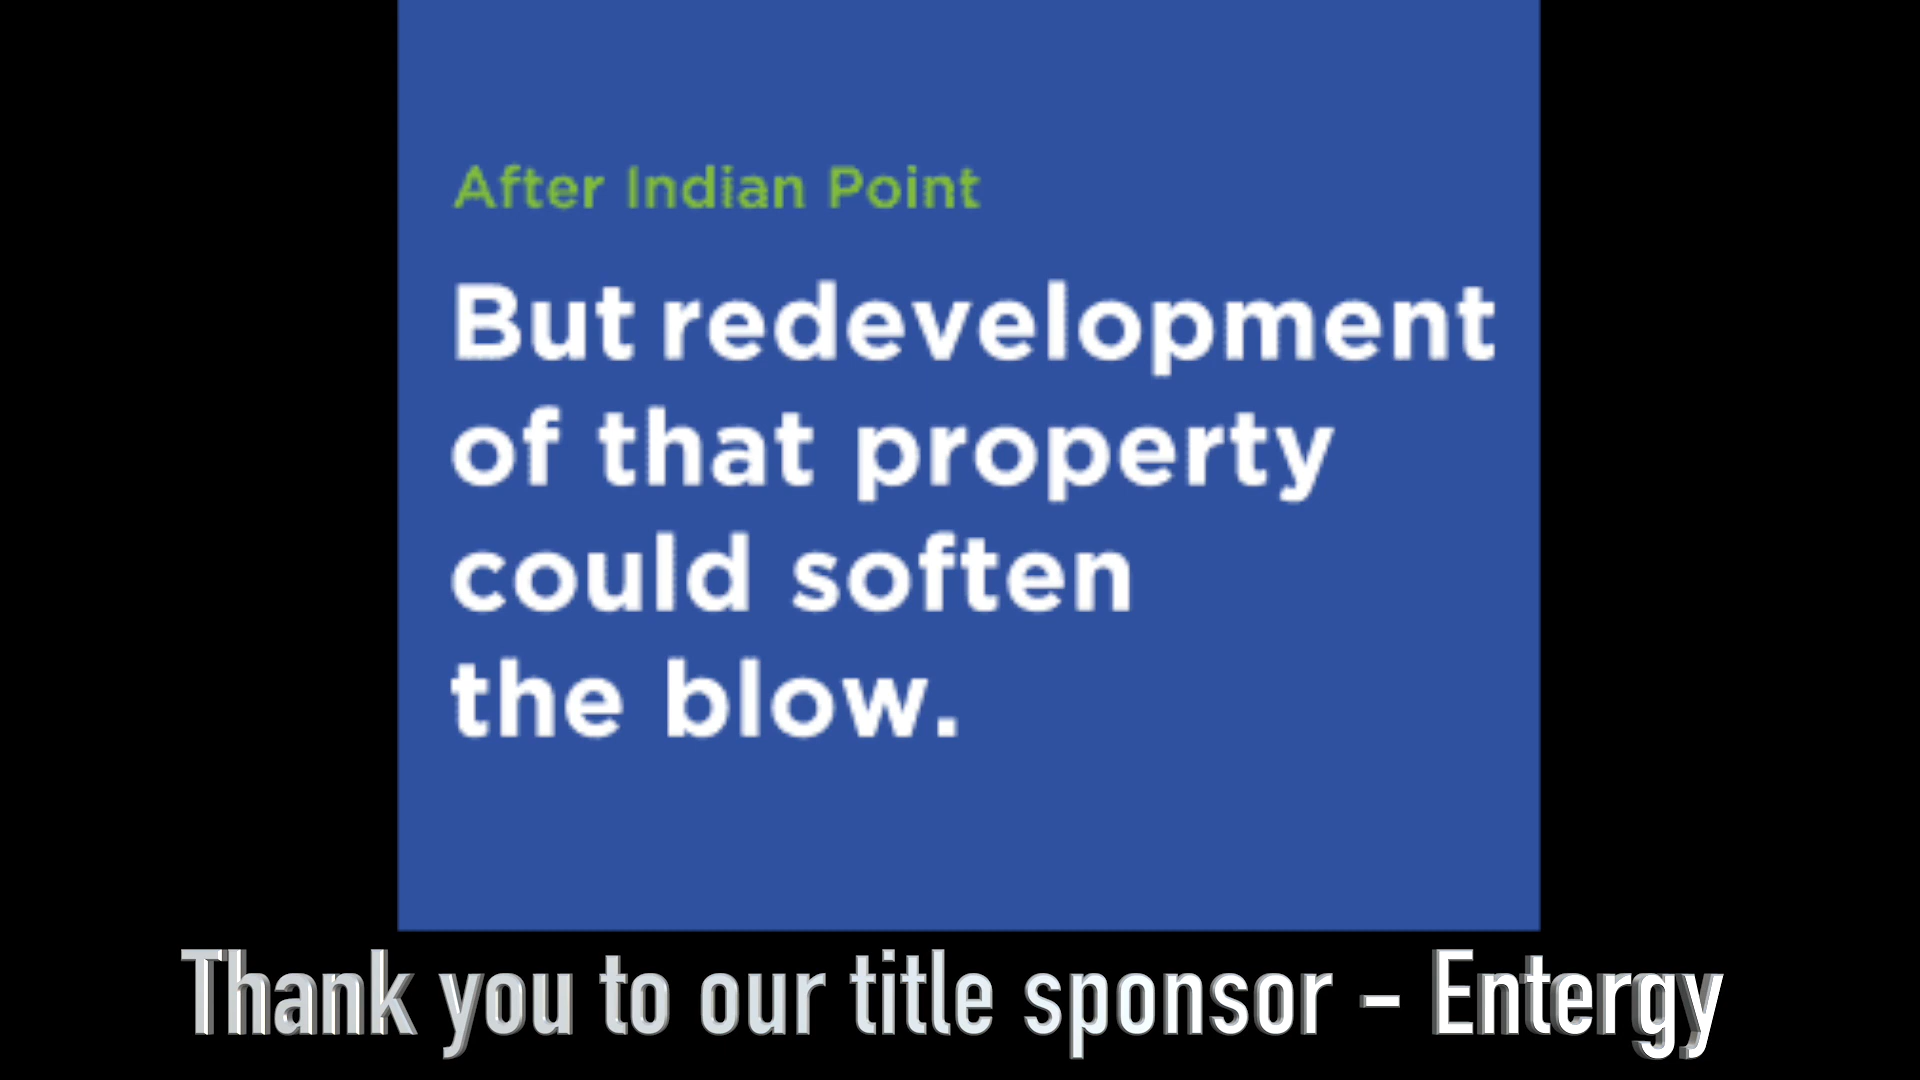 After Indian Point
But redevelopment
of that property
could soften
the blow.
Thank you to our title sponsor - Entergy